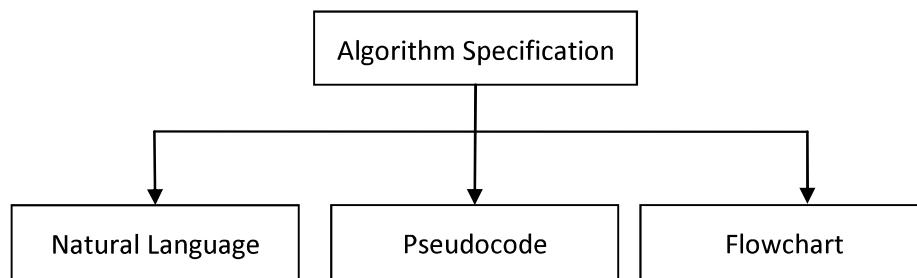 Algorithm Specification
Natural Language
Pseudocode
Flowchart